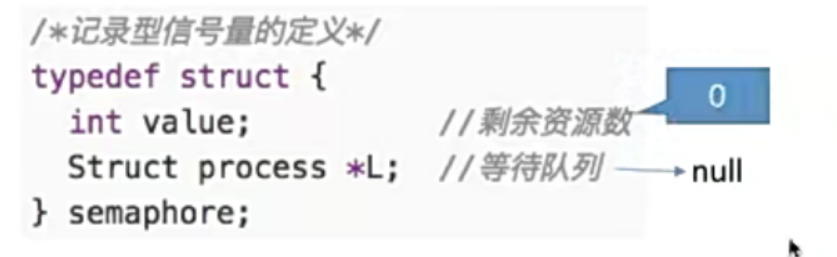 /*记录型信号量的定义*/
typedef struct {
int value; //剩余资源数 0
Struct process *L; //等待队列 null
} semaphore;